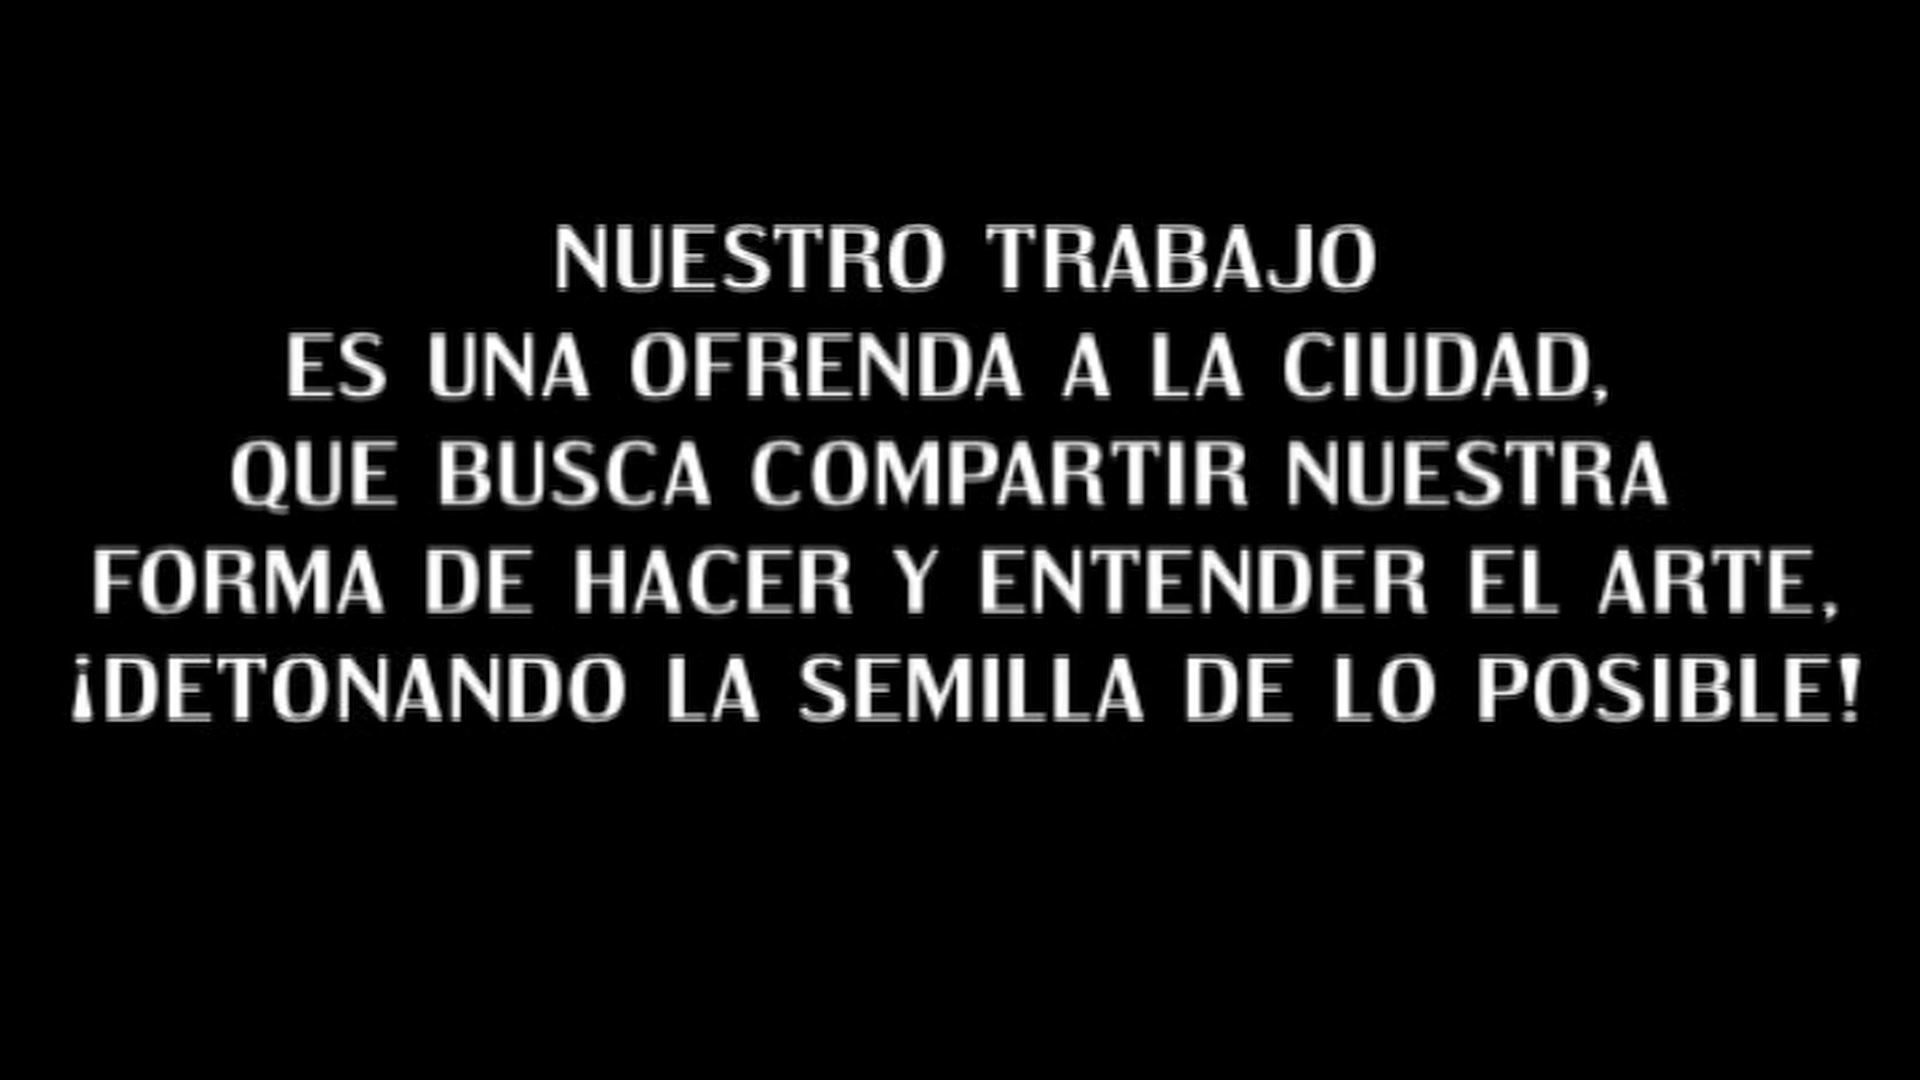 NUESTRO TRABAJO
ES UNA OFRENDA A LA CIUDAD,
QUE BUSCA COMPARTIR NUESTRA
FORMA DE HACER Y ENTENDER EL ARTE,
¡DETONANDO LA SEMILLA DE LO POSIBLE!